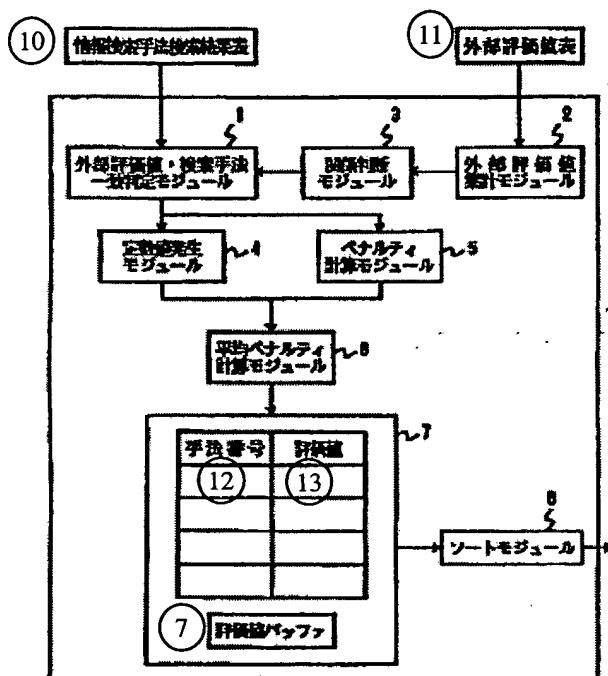 10 情報検索手法検索結果表
11 外部評価値表
1
3
2
外部評価値・検索手法
一致判定モジュール
関係判断
モジュール
外部評価値
集計モジュール
定数値発生
モジュール
4
ペナルティ
計算モジュール
5
平均ペナルティ
計算モジュール
6
7
手法番号 評価値
12 13
8
ソートモジュール
7 評価値バッファ